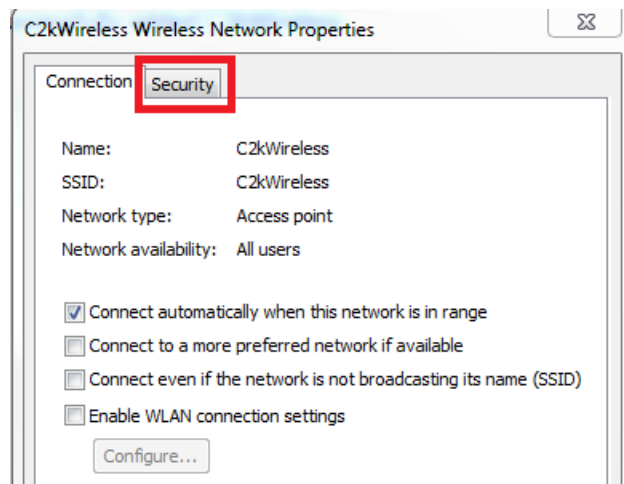 C2kWireless Wireless Network Properties
Connection Security
Name: C2kWireless
SSID: C2kWireless
Network type: Access point
Network availability: All users
Connect automatically when this network is in range
Connect to a more preferred network if available
Connect even if the network is not broadcasting its name (SSID)
Enable WLAN connection settings
Configure...